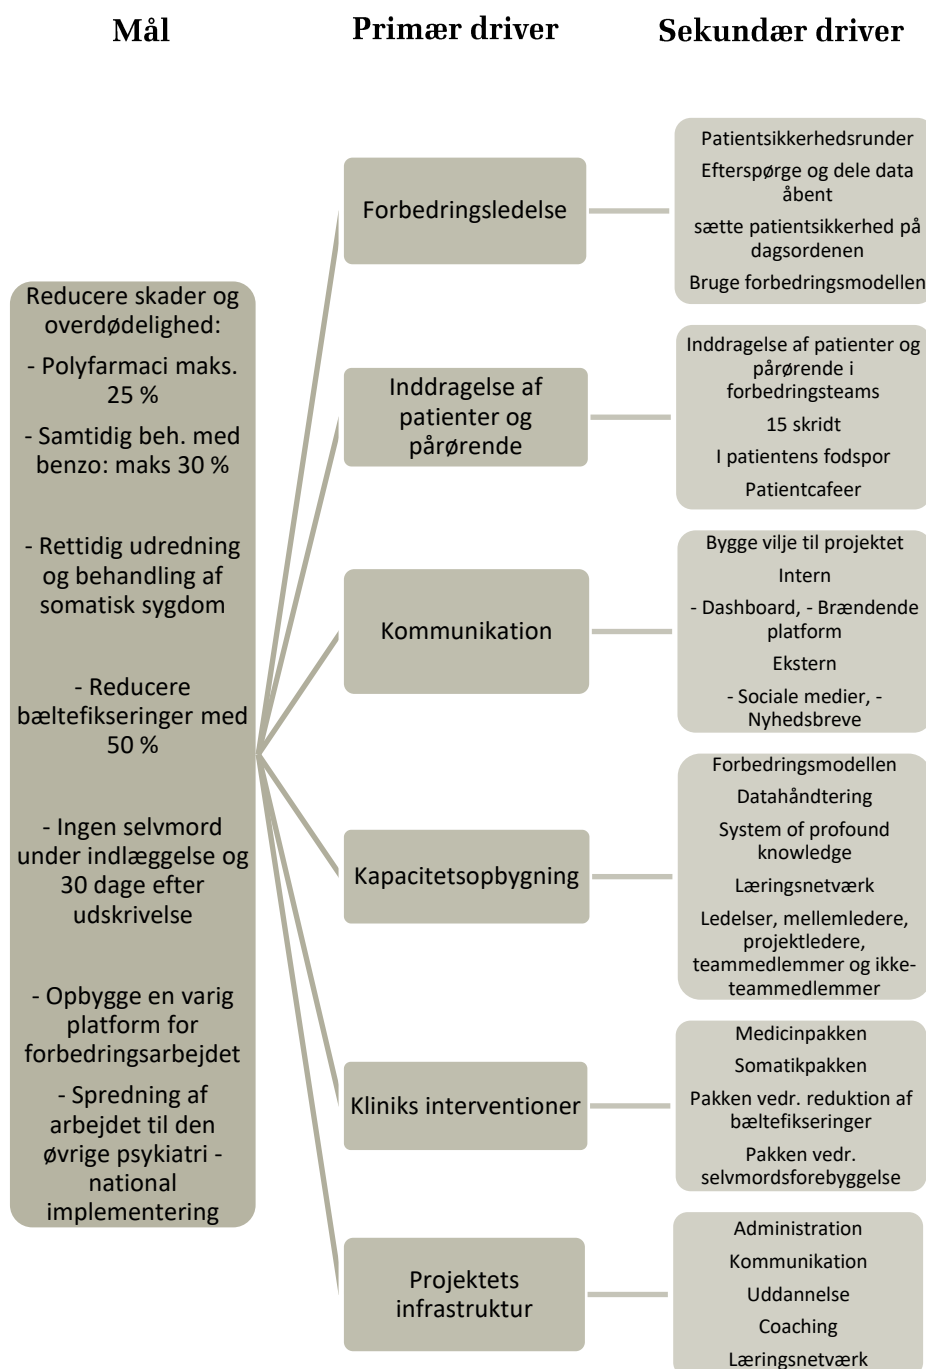 Mål
Primær driver
Sekundær driver
Reducere skader og
overdødelighed:
- Polyfarmaci maks.
25 %
- Samtidig beh. med
benzo: maks 30 %
- Rettidig udredning
og behandling af
somatisk sygdom
- Reducere
bæltefikseringer med
50 %
- Ingen selvmord
under indlæggelse og
30 dage efter
udskrivelse
- Opbygge en varig
platform for
forbedringsarbejdet
- Spredning af
arbejdet til den
øvrige psykiatri -
national
implementering
Forbedringsledelse
Patientsikkerhedsrunder
Efterspørge og dele data
åbent
sætte patientsikkerhed på
dagsordenen
Bruge forbedringsmodellen
Inddragelse af
patienter og
pårørende
Inddragelse af patienter og
pårørende i
forbedringsteams
15 skridt
I patientens fodspor
Patientcafeer
Kommunikation
Bygge vilje til projektet
Intern
- Dashboard, - Brændende
platform
Ekstern
- Sociale medier, -
Nyhedsbreve
Kapacitetsopbygning
Forbedringsmodellen
Datahåndtering
System of profound
knowledge
Læringsnetværk
Ledelser, mellemledere,
projektledere,
teammedlemmer og ikke-
teammedlemmer
Kliniks interventioner
Medicinpakken
Somatikpakken
Pakken vedr. reduktion af
bæltefikseringer
Pakken vedr.
selvmordsforebyggelse
Projektets
infrastruktur
Administration
Kommunikation
Uddannelse
Coaching
Læringsnetværk